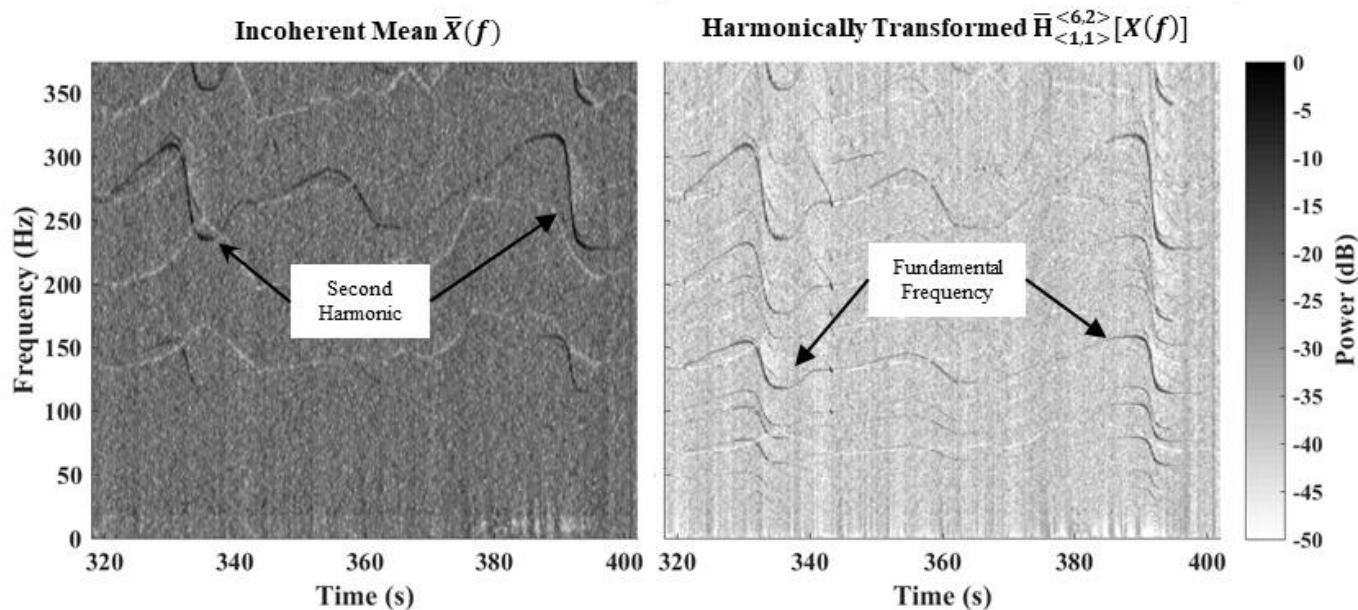 Incoherent Mean X̄(f)
Harmonically Transformed H̄<6,2><1,1>[X(f)]
Frequency (Hz)
350
300
250
200
150
100
50
0
Second
Harmonic
320
340
360
380
400
Time (s)
Fundamental
Frequency
320
340
360
380
400
Time (s)
0
-5
-10
-15
-20
-25
-30
-35
-40
-45
-50
Power (dB)